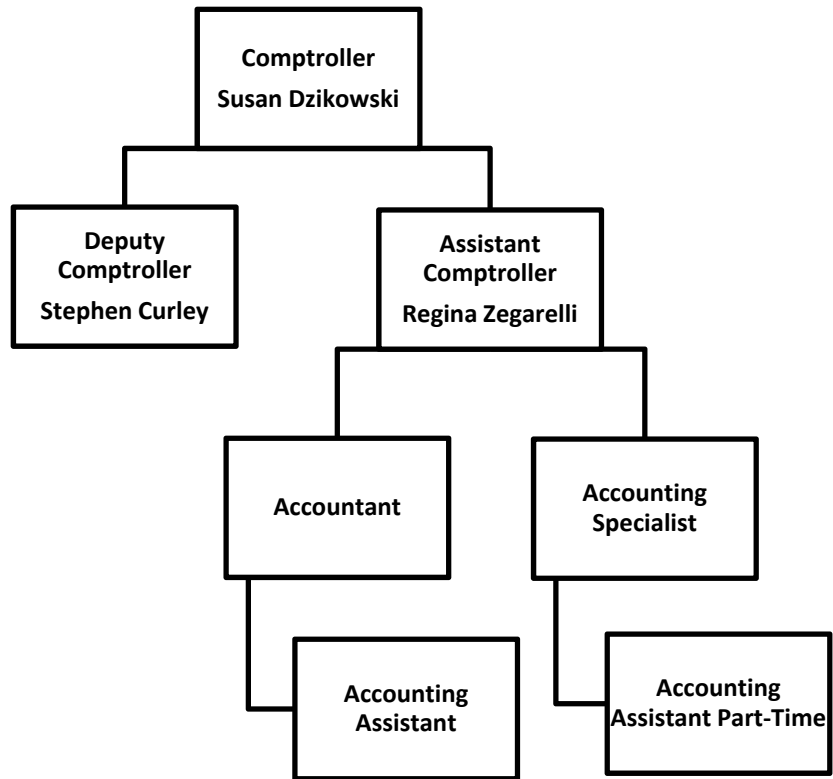 Comptroller
Susan Dzikowski
Deputy
Comptroller
Stephen Curley
Assistant
Comptroller
Regina Zegarelli
Accountant
Accounting
Specialist
Accounting
Assistant
Accounting
Assistant Part-Time